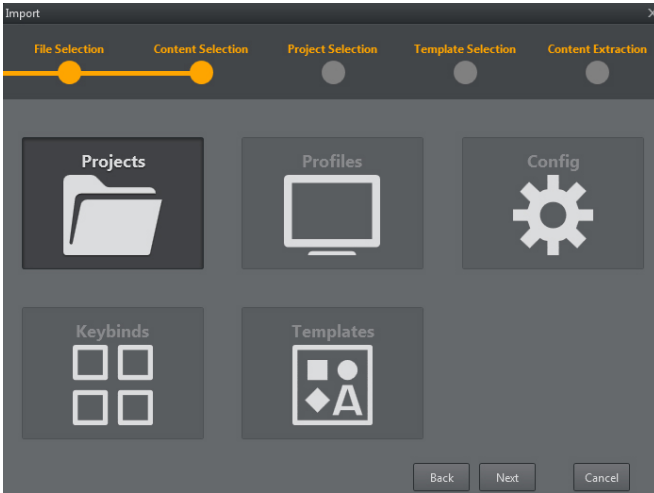 Import
File Selection Content Selection Project Selection Template Selection Content Extraction
Projects Profiles Config
Keybinds Templates
A
Back Next Cancel